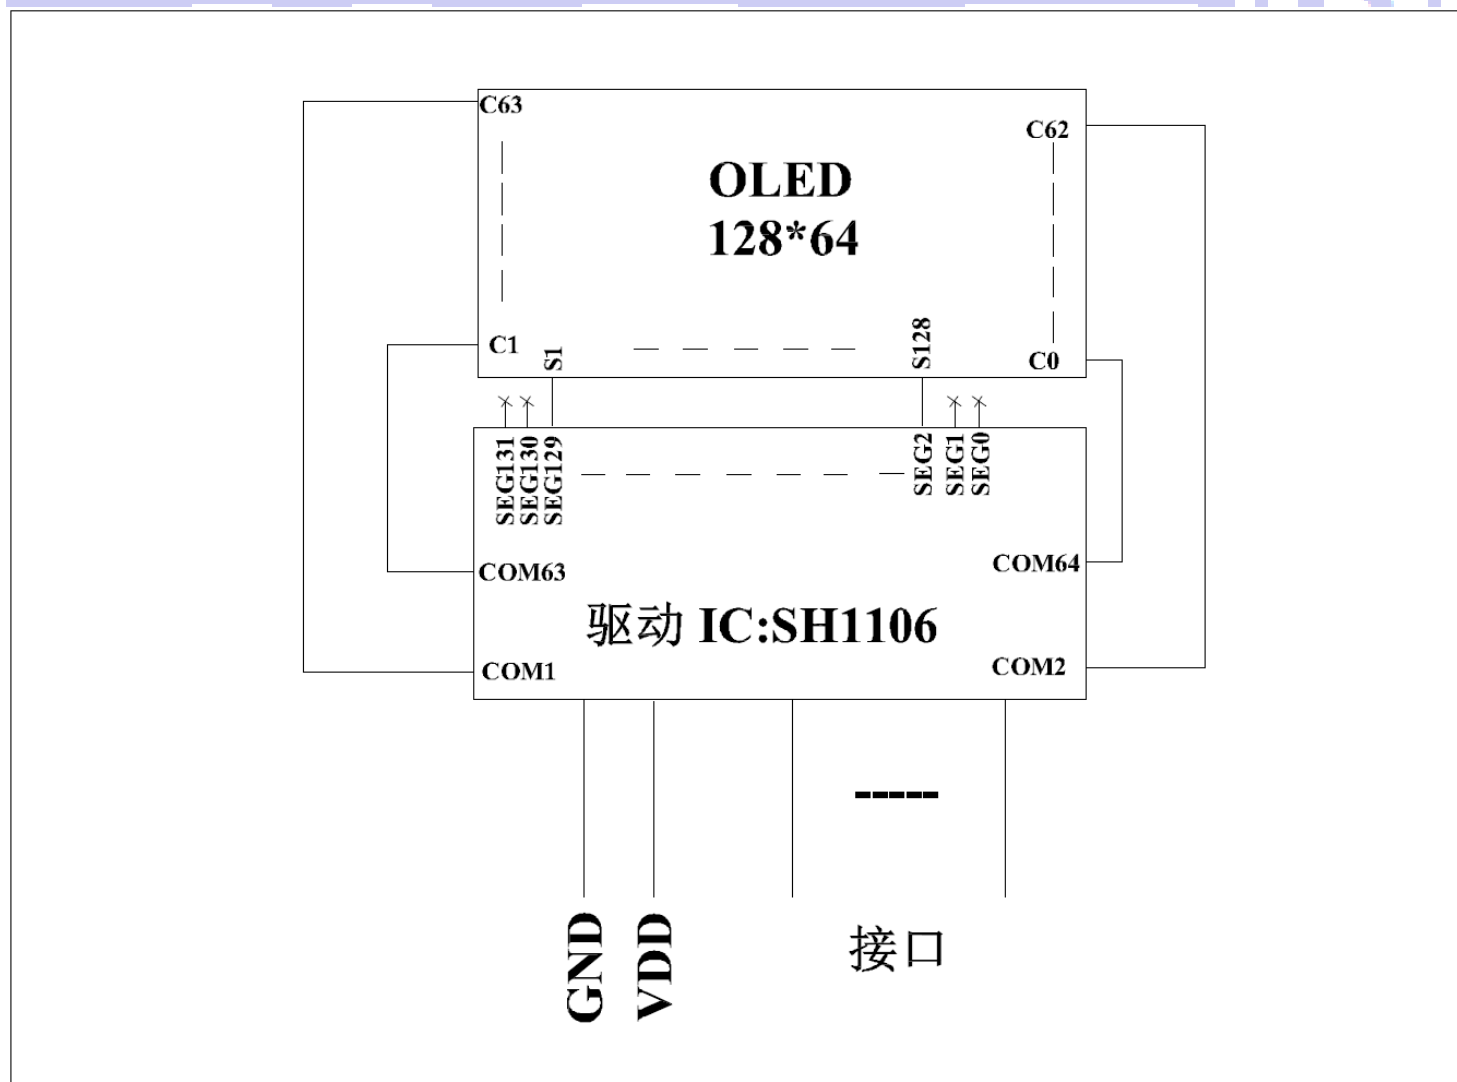 C63
C62
OLED
128*64
C1
S1
S128
C0
SEG131
SEG130
SEG129
SEG2
SEG1
SEG0
COM63
COM64
驱动 IC:SH1106
COM1
COM2
-----
GND
VDD
接口